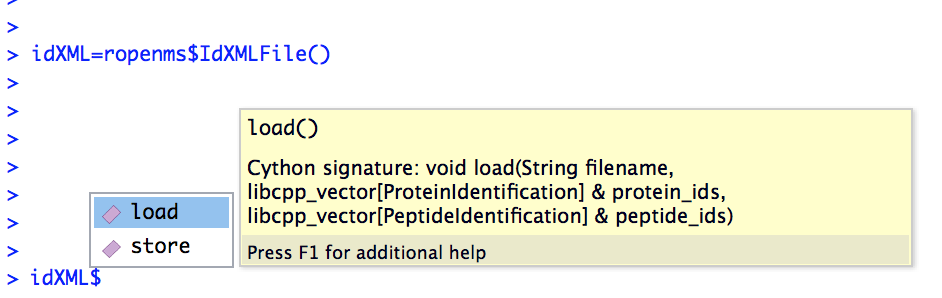 >
>
> idXML=ropenms$IdXMLFile()
>
>
>
>
>
>
>
> idXML$
load
store
load()
Cython signature: void load(String filename,
libcpp_vector[ProteinIdentification] & protein_ids,
libcpp_vector[PeptideIdentification] & peptide_ids)
Press F1 for additional help